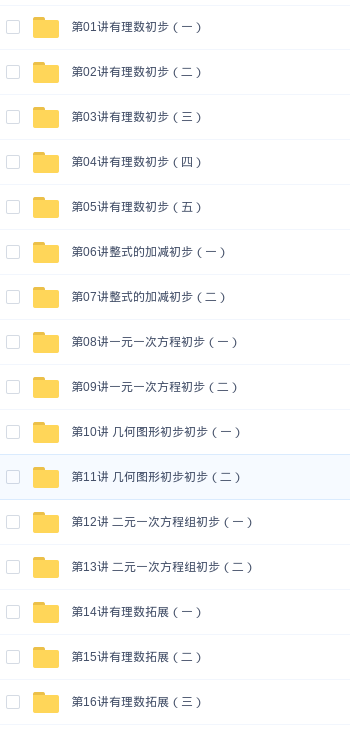 第01讲有理数初步（一）
第02讲有理数初步（二）
第03讲有理数初步（三）
第04讲有理数初步（四）
第05讲有理数初步（五）
第06讲整式的加减初步（一）
第07讲整式的加减初步（二）
第08讲一元一次方程初步（一）
第09讲一元一次方程初步（二）
第10讲 几何图形初步初步（一）
第11讲 几何图形初步初步（二）
第12讲 二元一次方程组初步（一）
第13讲 二元一次方程组初步（二）
第14讲有理数拓展（一）
第15讲有理数拓展（二）
第16讲有理数拓展（三）